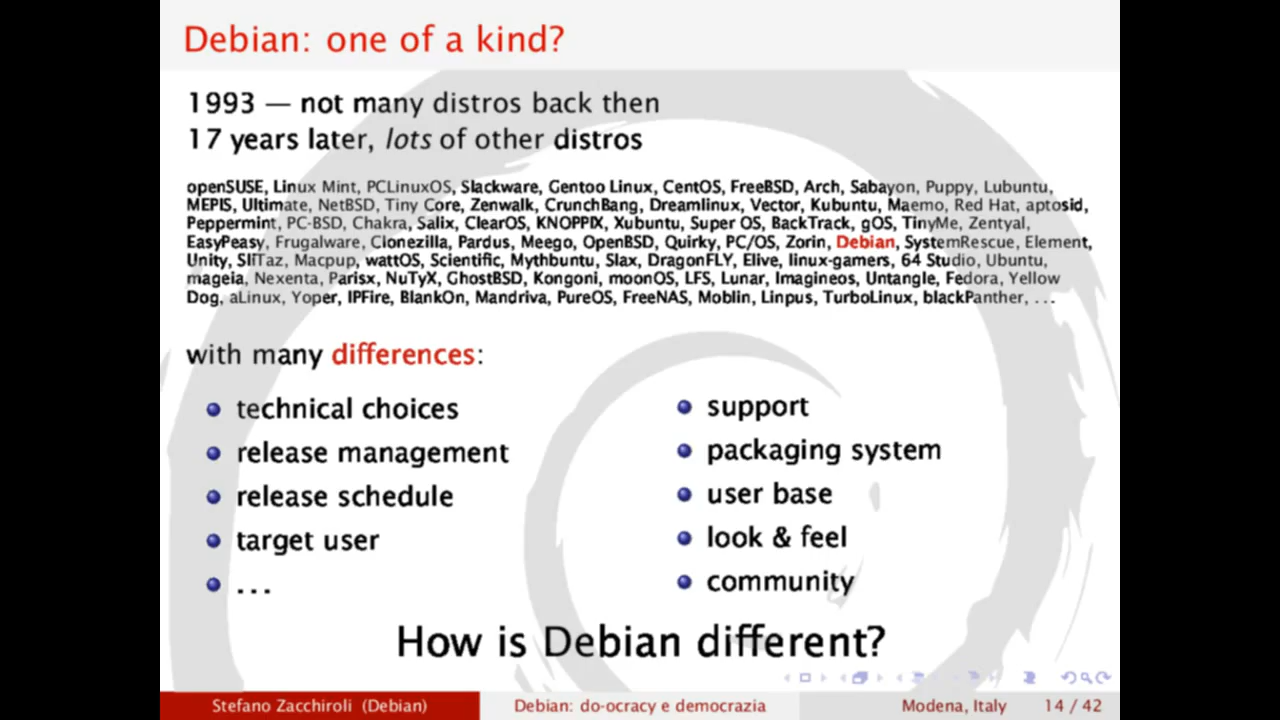 Debian: one of a kind?
1993 — not many distros back then
17 years later, lots of other distros
openSUSE, Linux Mint, PCLinuxOS, Slackware, Gentoo Linux, CentOS, FreeBSD, Arch, Sabayon, Puppy, Lubuntu,
MEPIS, Ultimate, NetBSD, Tiny Core, Zenwalk, CrunchBang, Dreamlinux, Vector, Kubuntu, Maemo, Red Hat, aptosid,
Peppermint, PC-BSD, Chakra, Salix, ClearOS, KNOPPIX, Xubuntu, Super OS, BackTrack, gOS, TinyMe, Zentyal,
EasyPeasy, Frugalware, Clonezilla, Pardus, Meego, OpenBSD, Quirky, PC/OS, Zorin, Debian, SystemRescue, Element,
Unity, SliTaz, Macpup, wattOS, Scientific, Mythbuntu, Slax, DragonFLY, Elive, linux-gamers, 64 Studio, Ubuntu,
mageia, Nexenta, Parisx, NuTyX, GhostBSD, Kongoni, moonOS, LFS, Lunar, Imagineos, Untangle, Fedora, Yellow
Dog, aLinux, Yoper, IPFire, BlankOn, Mandriva, PureOS, FreeNAS, Moblin, Linpus, TurboLinux, blackPanther, ...
with many differences:
technical choices
release management
release schedule
target user
...
support
packaging system
user base
look & feel
community
How is Debian different?
Stefano Zacchiroli (Debian)
Debian: do-ocracy e democrazia
Modena, Italy
14 / 42